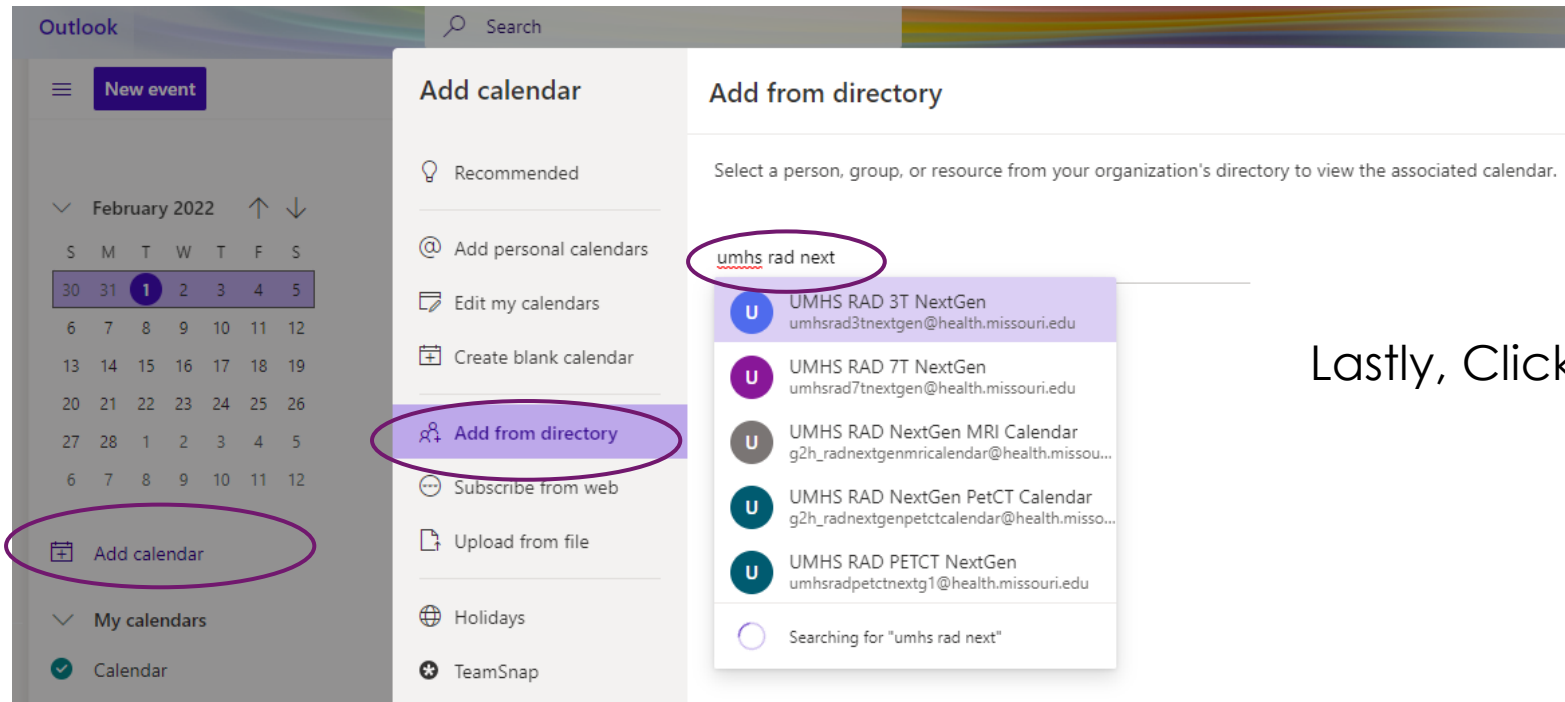 Outlook
Search
New event
February 2022
S M T W T F S
30 31 1 2 3 4 5
6 7 8 9 10 11 12
13 14 15 16 17 18 19
20 21 22 23 24 25 26
27 28 1 2 3 4 5
6 7 8 9 10 11 12
Add calendar
My calendars
Calendar
Add calendar
Recommended
Add personal calendars
Edit my calendars
Create blank calendar
Add from directory
Subscribe from web
Upload from file
Holidays
TeamSnap
Add from directory
Select a person, group, or resource from your organization's directory to view the associated calendar.
umhs rad next
U UMHS RAD 3T NextGen
umhsrad3tnextgen@health.missouri.edu
U UMHS RAD 7T NextGen
umhsrad7tnextgen@health.missouri.edu
U UMHS RAD NextGen MRI Calendar
g2h_radnextgenmricalendar@health.missou...
U UMHS RAD NextGen PetCT Calendar
g2h_radnextgenpetctcalendar@health.misso...
U UMHS RAD PETCT NextGen
umhsradpetctnextg1@health.missouri.edu
Searching for "umhs rad next"
Lastly, Click